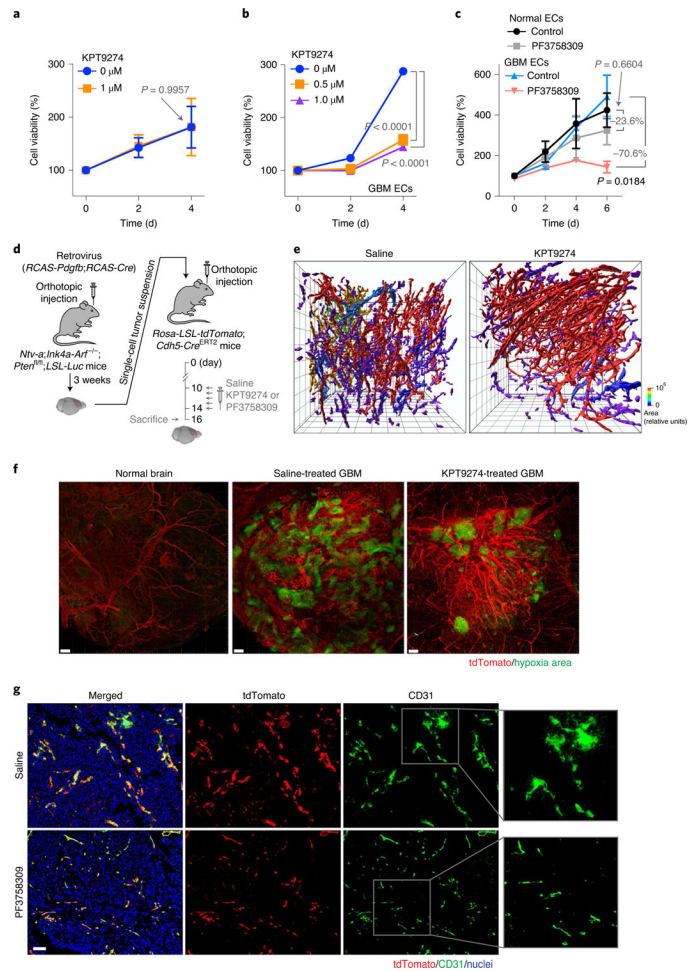 a
KPT9274
0 μM
1 μM
P = 0.9957
300
200
100
Cell viability (%)
0
2
4
Time (d)
b
KPT9274
0 μM
0.5 μM
1.0 μM
300
200
100
Cell viability (%)
P < 0.0001
P < 0.0001
GBM ECs
0
2
4
Time (d)
c
Normal ECs
Control
PF3758309
GBM ECs
Control
PF3758309
P = 0.6604
−23.6%
−70.6%
P = 0.0184
600
400
200
0
Cell viability (%)
0
2
4
6
Time (d)
d
Retrovirus
(RCAS-Pdgfb;RCAS-Cre)
Orthotopic
injection
Ntv-a;Ink4a-Arf−/−;
Ptenfl/fl;LSL-Luc mice
3 weeks
Single-cell tumor suspension
Orthotopic
injection
Rosa-LSL-tdTomato;
Cdh5-CreERT2 mice
0 (day)
10
14
16
Saline
KPT9274 or
PF3758309
Sacrifice
e
Saline
KPT9274
10⁵
0
Area
(relative units)
f
Normal brain
Saline-treated GBM
KPT9274-treated GBM
tdTomato/hypoxia area
g
Merged
tdTomato
CD31
Saline
PF3758309
tdTomato/CD31/nuclei